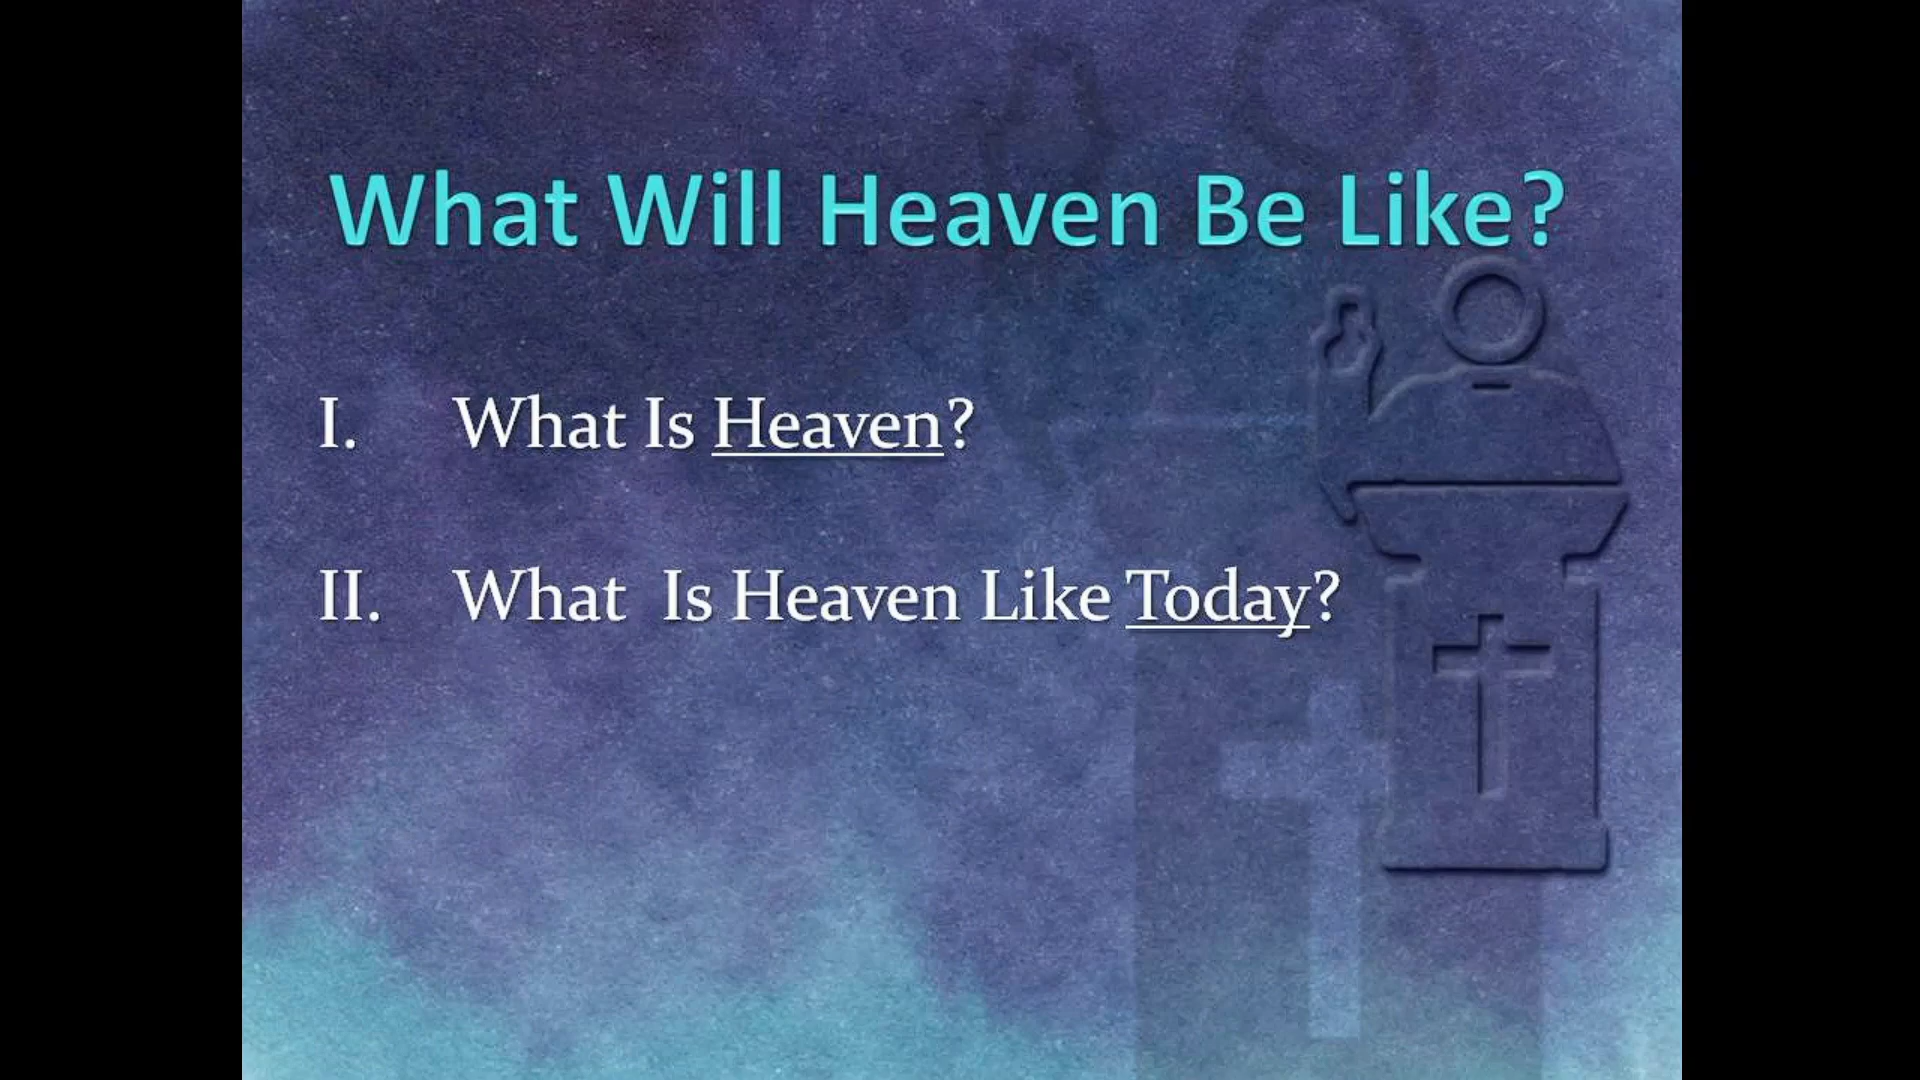 What Will Heaven Be Like?
I. What Is Heaven?
II. What  Is Heaven Like Today?